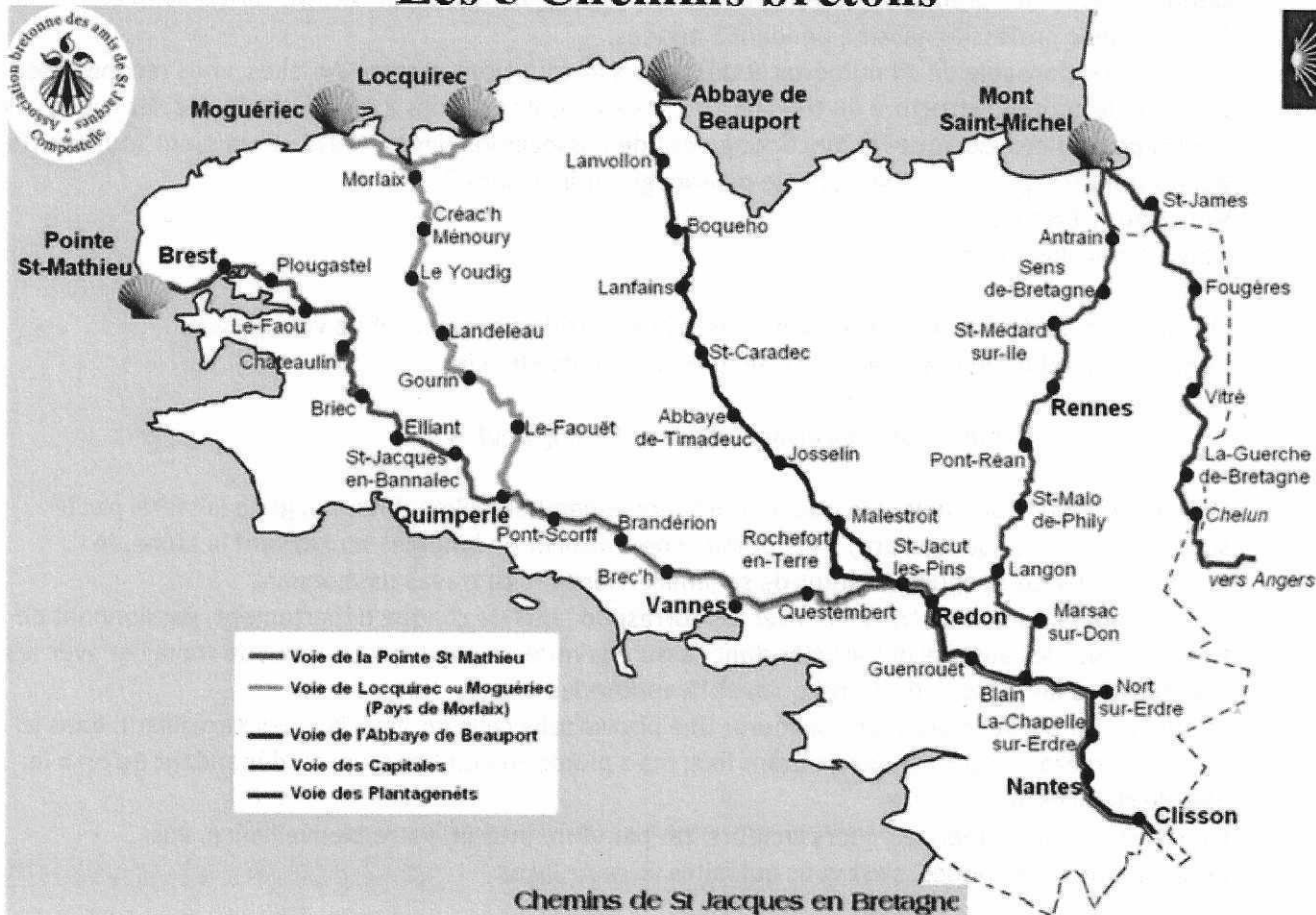 Les 5 Chemins bretons
Association bretonne des amis de St Jacques
de
Compostelle
Locquirec
Moguériec
Abbaye de
Beauport
Mont
Saint-Michel
Lanvollon
Morlaix
St-James
Créac'h
Ménoury
Boqueho
Antrain
Pointe
St-Mathieu
Brest
Plougastel
Le Youdig
Sens
de-Bretagne
Lanfains
Fougères
Le-Faou
Landeleau
St-Médard
sur-Ile
Châteaulin
St-Caradec
Gourin
Briec
Rennes
Vitré
Elliant
Le-Faouët
Abbaye
de-Timadeuc
St-Jacques
en-Bannalec
Josselin
Pont-Réan
La-Guerche
de-Bretagne
Quimperlé
St-Malo
de-Phily
Chelun
Pont-Scorff
Brandérion
Malestroit
Rochefort
en-Terre
St-Jacut
les-Pins
Langon
vers Angers
Brec'h
Vannes
Questembert
Redon
Marsac
sur-Don
Guenrouët
Blain
Nort
sur-Erdre
La-Chapelle
sur-Erdre
Nantes
Clisson
Voie de la Pointe St Mathieu
Voie de Locquirec ou Moguériec
(Pays de Morlaix)
Voie de l'Abbaye de Beauport
Voie des Capitales
Voie des Plantagenêts
Chemins de St Jacques en Bretagne